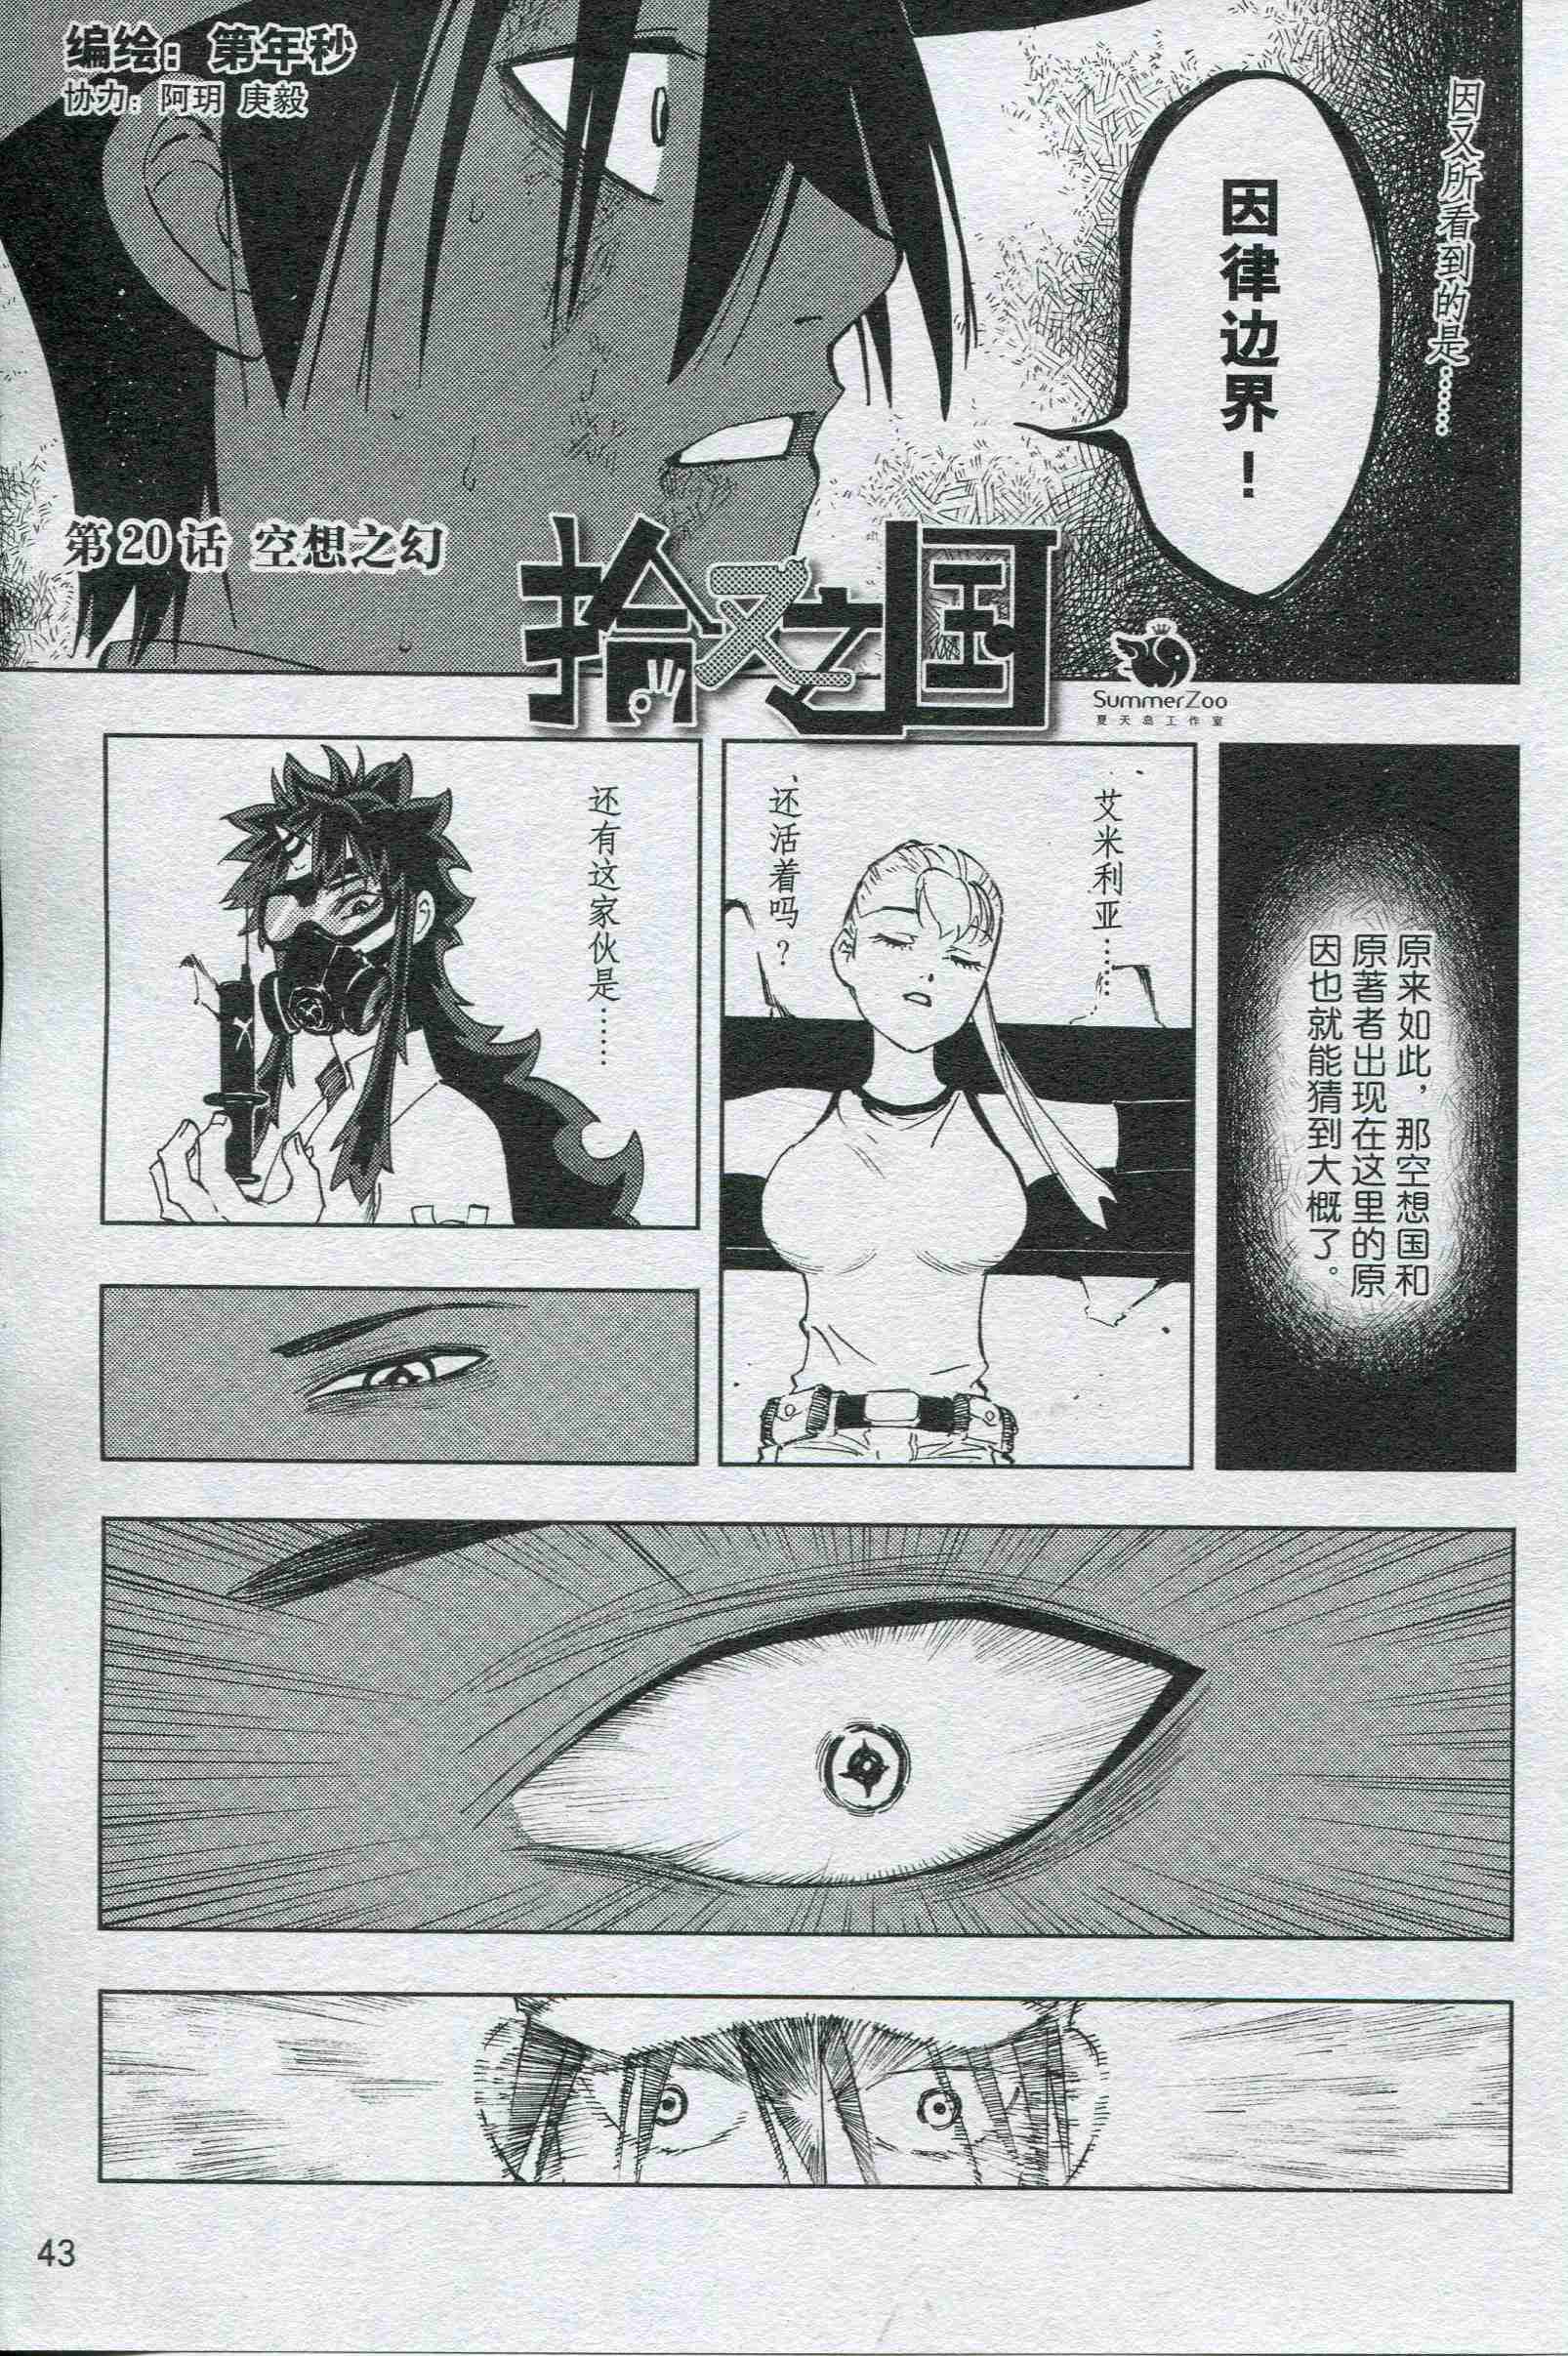 编绘：第年秒
协力：阿玥 庚毅
因又所看到的是……
因律边界！
第20话 空想之幻
拾又之国
SummerZoo
夏天岛工作室
原来如此，那空想国和
原著者出现在这里的原
因也就能猜到大概了。
艾米利亚……
还活着吗？
还有这家伙是……
43